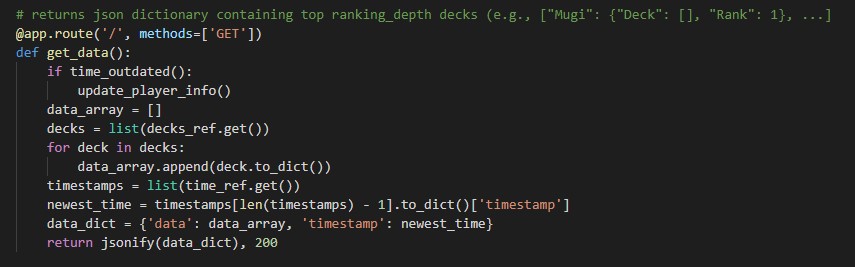 # returns json dictionary containing top ranking_depth decks (e.g., ["Mugi": {"Deck": [], "Rank": 1}, ...]
@app.route('/', methods=['GET'])
def get_data():
    if time_outdated():
        update_player_info()
    data_array = []
    decks = list(decks_ref.get())
    for deck in decks:
        data_array.append(deck.to_dict())
    timestamps = list(time_ref.get())
    newest_time = timestamps[len(timestamps) - 1].to_dict()['timestamp']
    data_dict = {'data': data_array, 'timestamp': newest_time}
    return jsonify(data_dict), 200